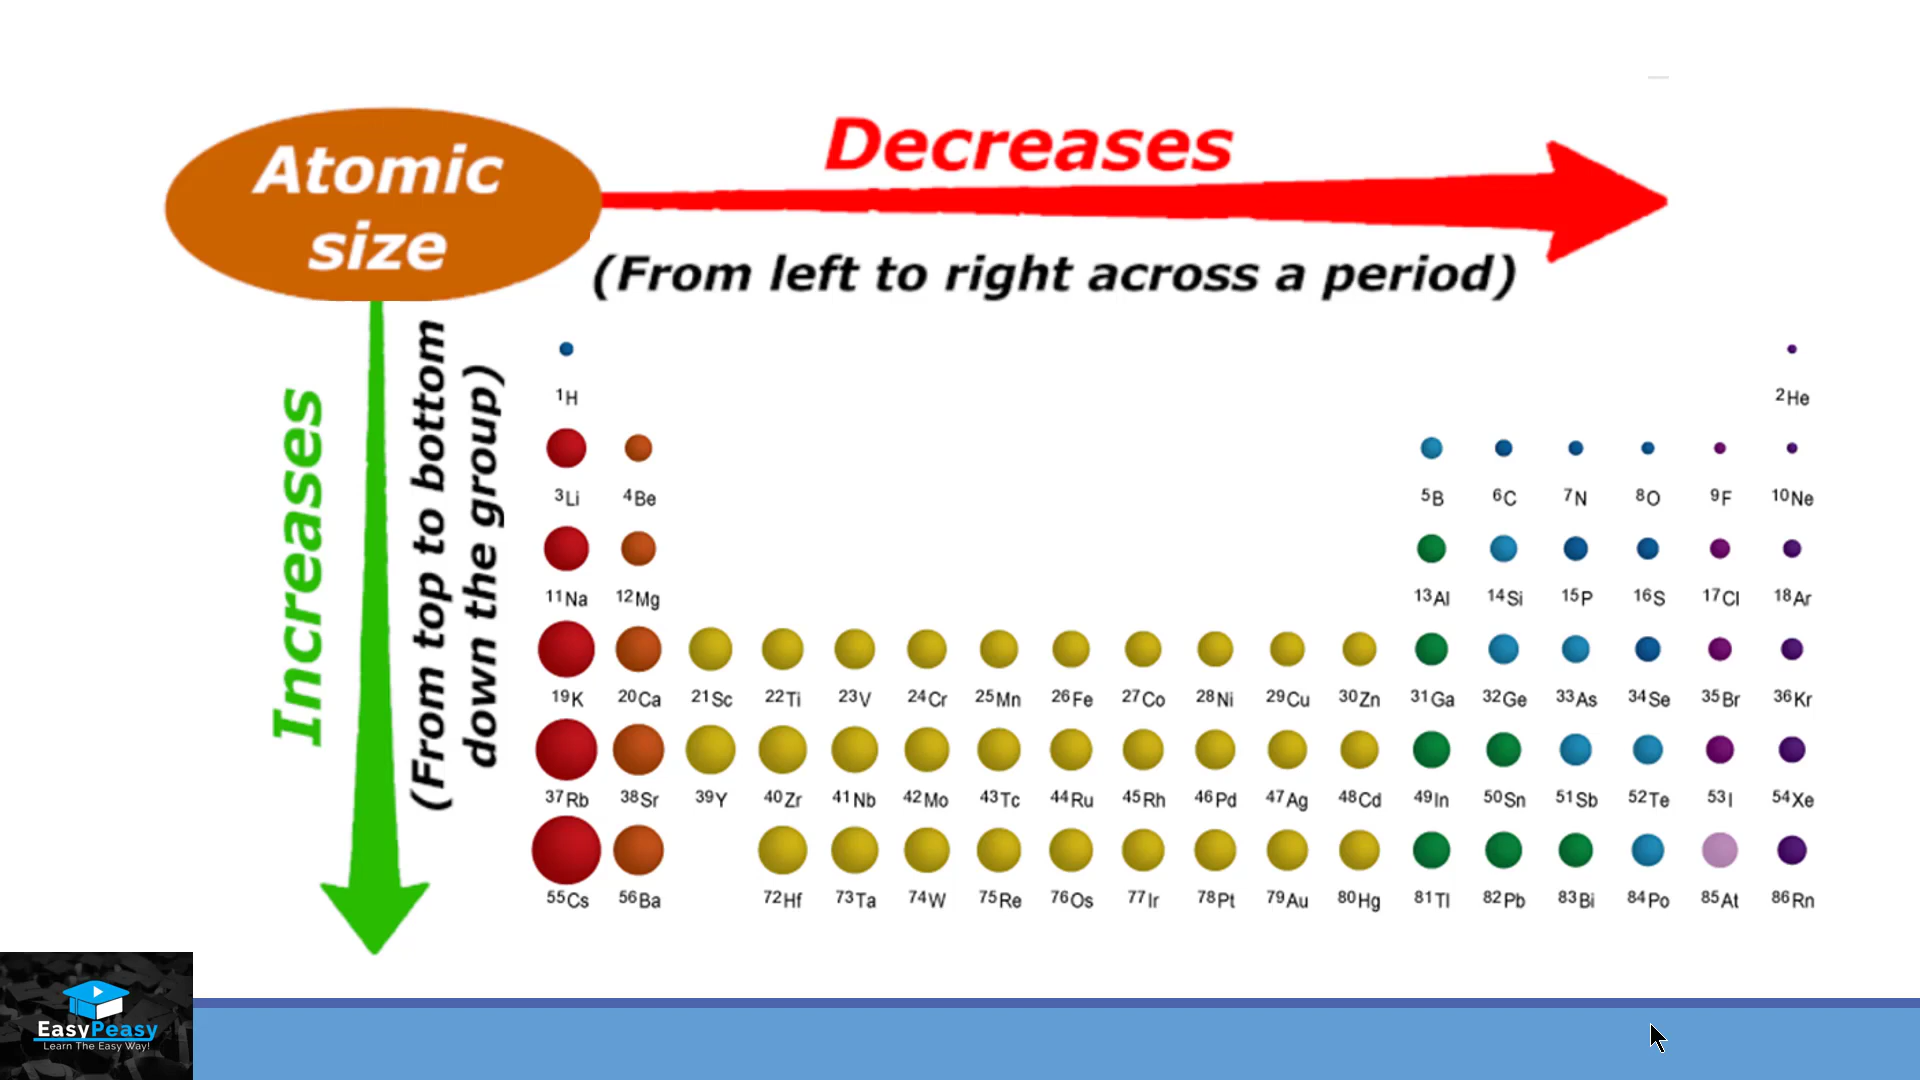 Atomic
size
Decreases
(From left to right across a period)
Increases
(From top to bottom
down the group)
1H 2He
3Li 4Be 5B 6C 7N 8O 9F 10Ne
11Na 12Mg 13Al 14Si 15P 16S 17Cl 18Ar
19K 20Ca 21Sc 22Ti 23V 24Cr 25Mn 26Fe 27Co 28Ni 29Cu 30Zn 31Ga 32Ge 33As 34Se 35Br 36Kr
37Rb 38Sr 39Y 40Zr 41Nb 42Mo 43Tc 44Ru 45Rh 46Pd 47Ag 48Cd 49In 50Sn 51Sb 52Te 53I 54Xe
55Cs 56Ba 72Hf 73Ta 74W 75Re 76Os 77Ir 78Pt 79Au 80Hg 81Tl 82Pb 83Bi 84Po 85At 86Rn
EasyPeasy
Learn The Easy Way!